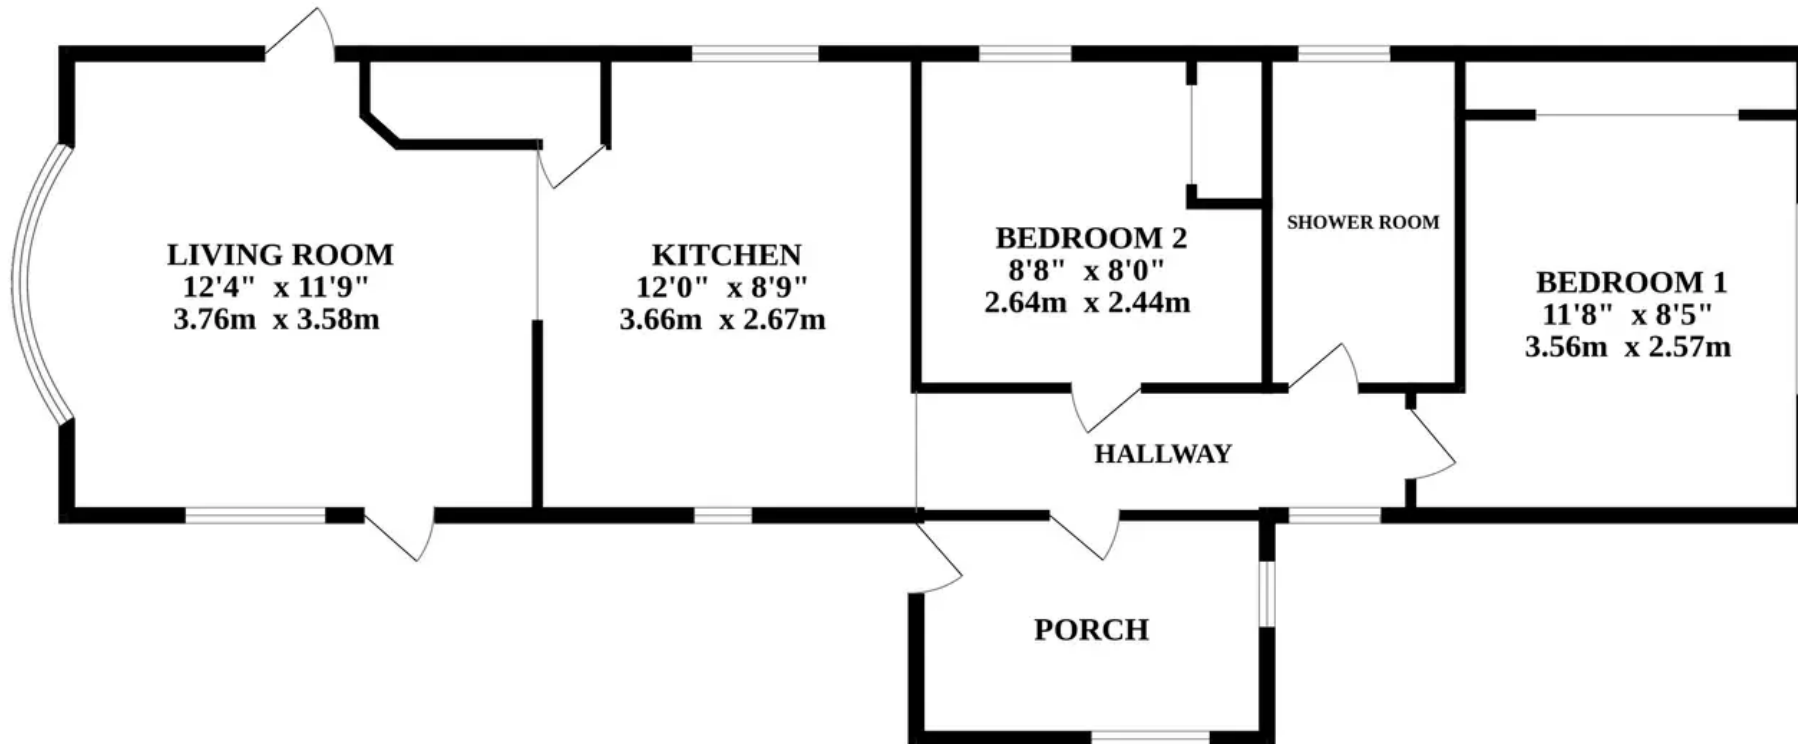 LIVING ROOM
12'4" x 11'9"
3.76m x 3.58m
KITCHEN
12'0" x 8'9"
3.66m x 2.67m
BEDROOM 2
8'8" x 8'0"
2.64m x 2.44m
SHOWER ROOM
BEDROOM 1
11'8" x 8'5"
3.56m x 2.57m
HALLWAY
PORCH